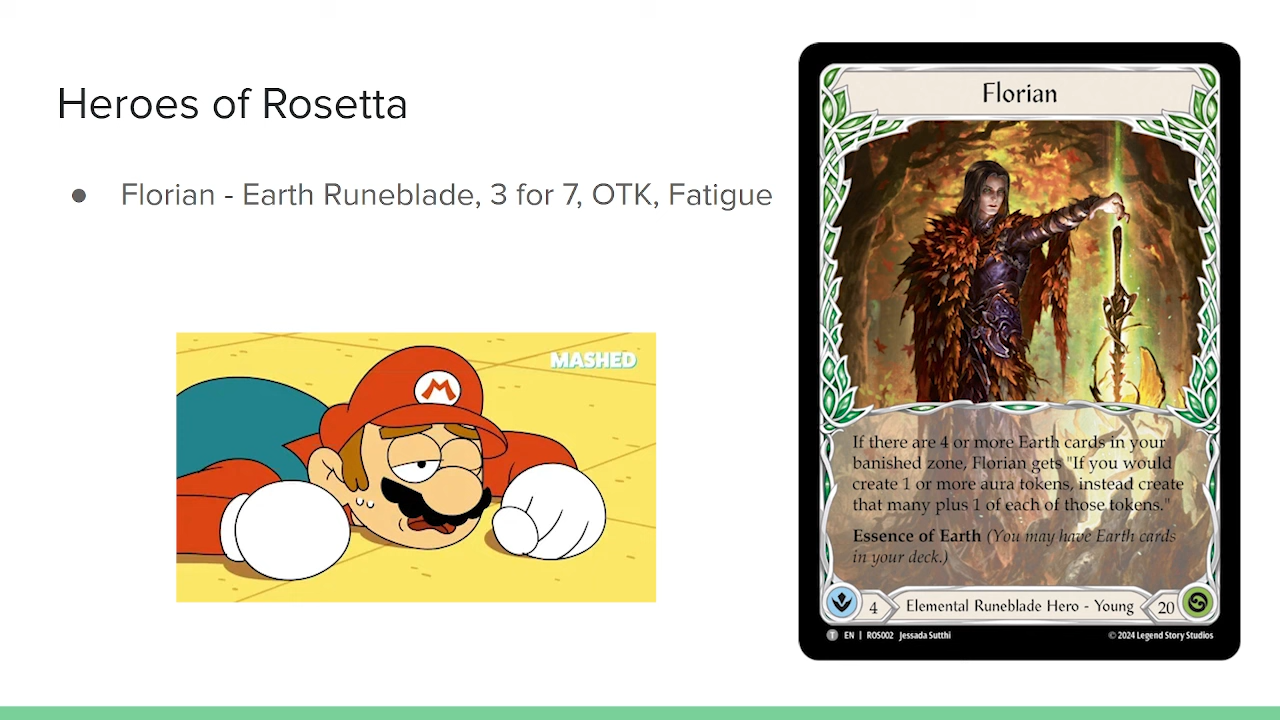 Heroes of Rosetta
● Florian - Earth Runeblade, 3 for 7, OTK, Fatigue
MASHED
M
Florian
If there are 4 or more Earth cards in your
banished zone, Florian gets "If you would
create 1 or more aura tokens, instead create
that many plus 1 of each of those tokens."
Essence of Earth (You may have Earth cards
in your deck.)
4 Elemental Runeblade Hero - Young 20
T EN | ROS002 Jessada Sutthi © 2024 Legend Story Studios